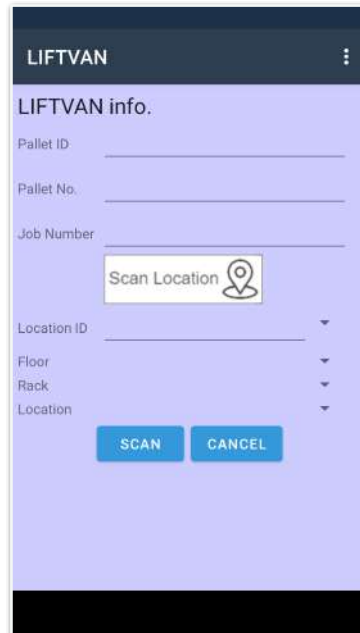 LIFTVAN
LIFTVAN info.
Pallet ID
Pallet No.
Job Number
Scan Location
Location ID
Floor
Rack
Location
SCAN CANCEL